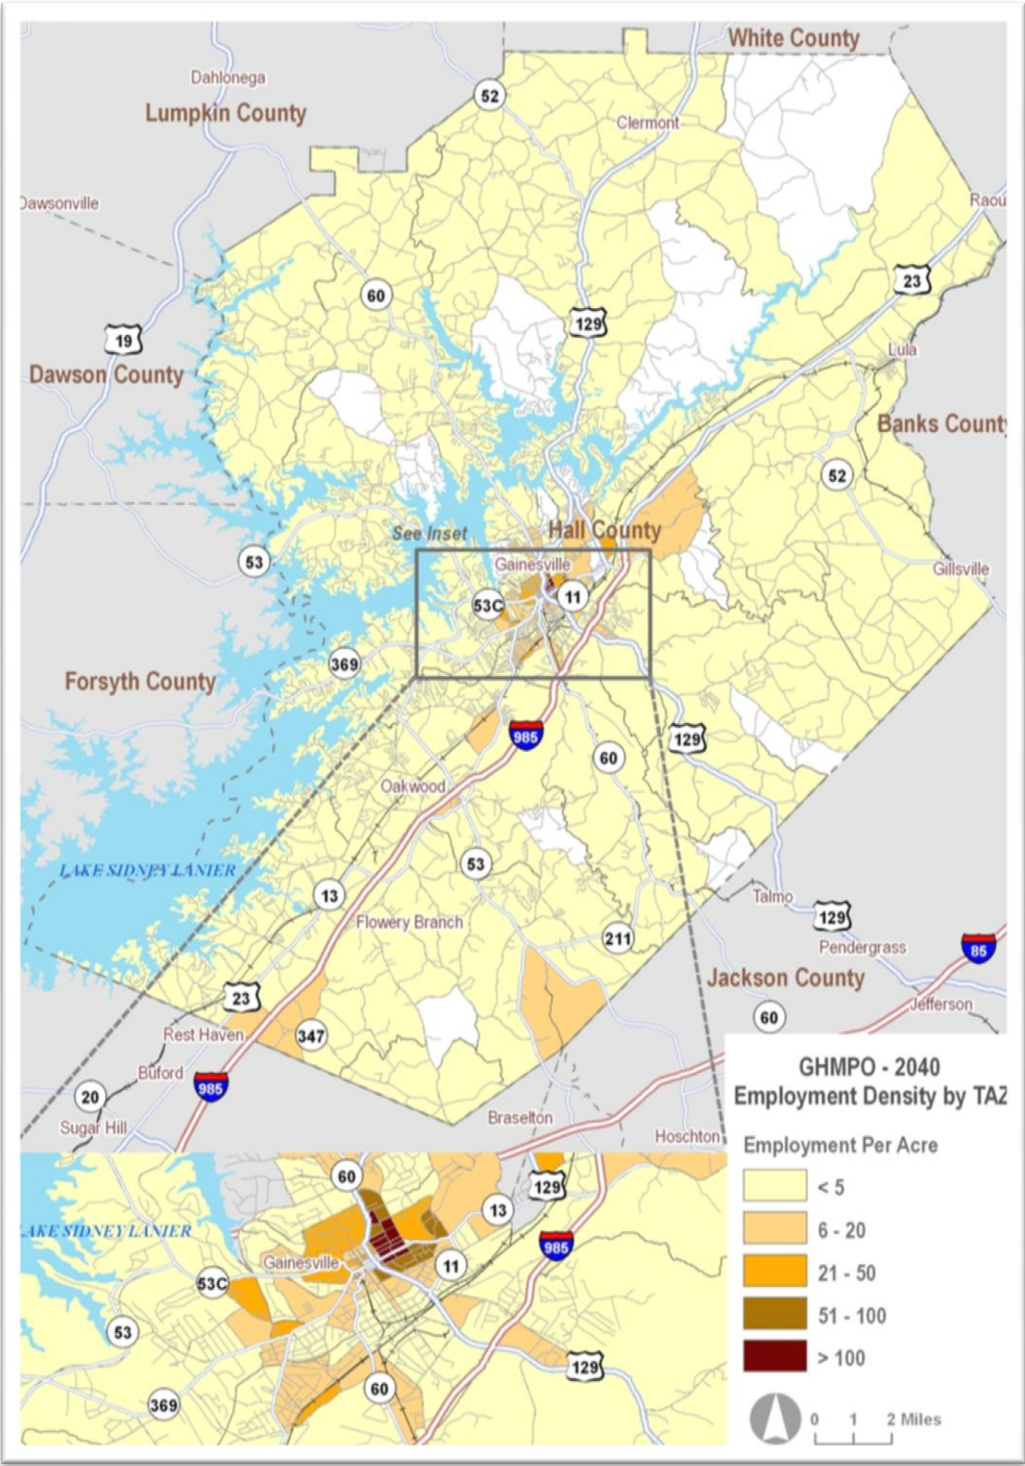 White County
Dahlonega
Lumpkin County
52
Clermont
Dawsonville
Raou
60
23
129
19
Lula
Dawson County
Banks County
52
See Inset
Hall County
53
Gainesville
Gillsville
53C
11
369
Forsyth County
985
129
60
Oakwood
LAKE SIDNEY LANIER
53
13
Talmo
129
Flowery Branch
211
Pendergrass
85
Jackson County
23
Jefferson
60
Rest Haven
347
Buford
985
20
Sugar Hill
Braselton
Hoschton
GHMPO - 2040
Employment Density by TAZ
Employment Per Acre
< 5
6 - 20
21 - 50
51 - 100
> 100
0 1 2 Miles
60
129
13
LAKE SIDNEY LANIER
985
Gainesville
11
53C
53
129
60
369